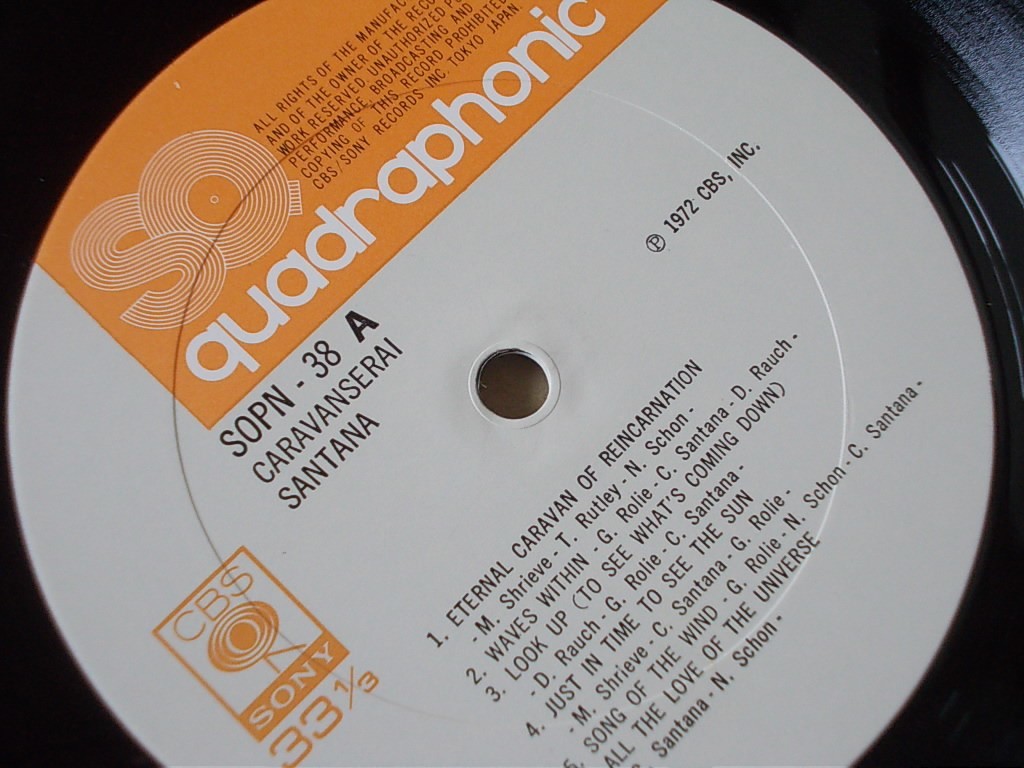 ALL RIGHTS OF THE MANUFAC
AND OF THE OWNER OF THE RECO
WORK RESERVED UNAUTHORIZED
PERFORMANCE, BROADCASTING AND
COPYING OF THIS RECORD PROHIBITE
CBS/SONY RECORDS INC. TOKYO JAPAN.
SQ
quadraphonic
SOPN - 38 A
CARAVANSERAI
SANTANA
℗ 1972 CBS, INC.
1. ETERNAL CARAVAN OF REINCARNATION
- M. Shrieve - T. Rutley - N. Schon -
2. WAVES WITHIN - G. Rolie - C. Santana - D. Rauch -
3. LOOK UP (TO SEE WHAT'S COMING DOWN)
- D. Rauch - G. Rolie - C. Santana -
4. JUST IN TIME TO SEE THE SUN
- M. Shrieve - C. Santana - G. Rolie -
SONG OF THE WIND - G. Rolie - N. Schon - C. Santana -
ALL THE LOVE OF THE UNIVERSE
Santana - N. Schon -
CBS
SONY
33 1/3